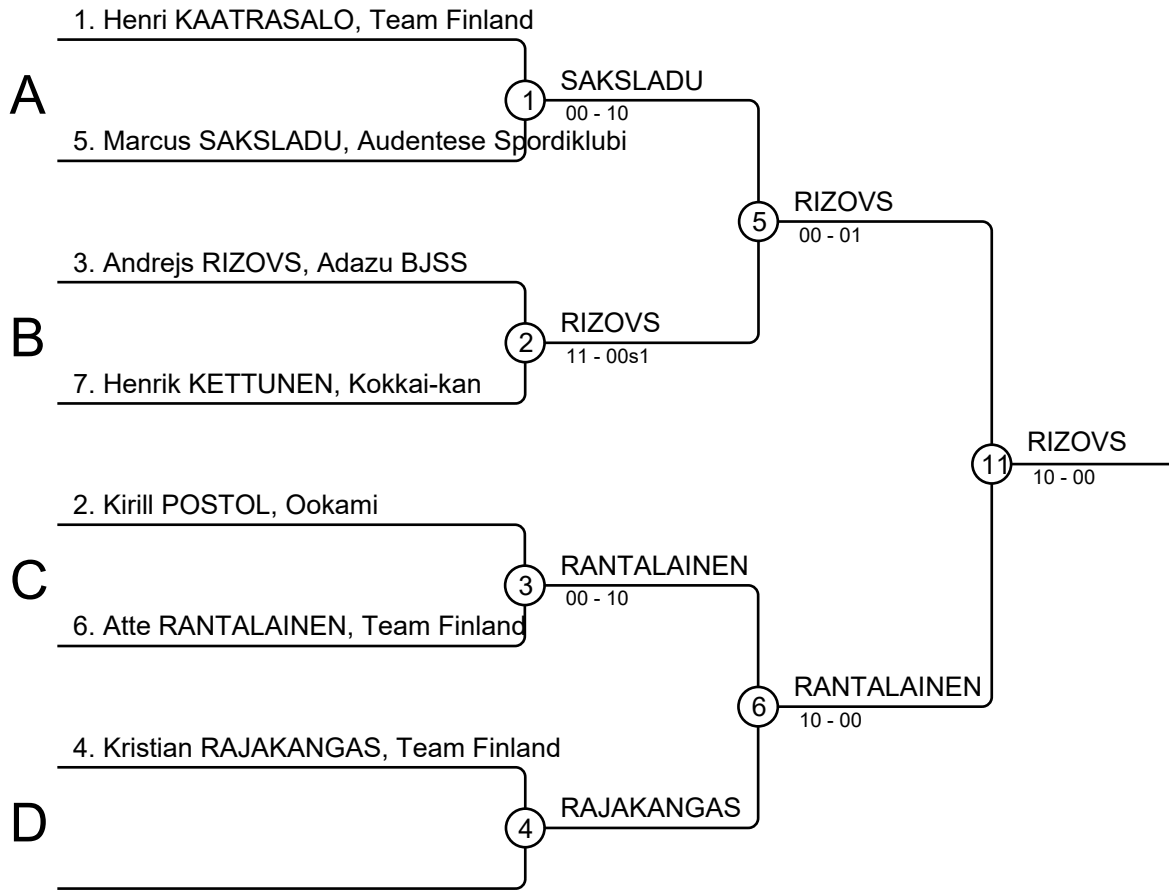 1. Henri KAATRASALO, Team Finland
A
1
SAKSLADU
00 - 10
5. Marcus SAKSLADU, Audentese Spordiklubi
5
RIZOVS
00 - 01
3. Andrejs RIZOVS, Adazu BJSS
B
2
RIZOVS
11 - 00s1
7. Henrik KETTUNEN, Kokkai-kan
11
RIZOVS
10 - 00
2. Kirill POSTOL, Ookami
C
3
RANTALAINEN
00 - 10
6. Atte RANTALAINEN, Team Finland
6
RANTALAINEN
10 - 00
4. Kristian RAJAKANGAS, Team Finland
D
4
RAJAKANGAS